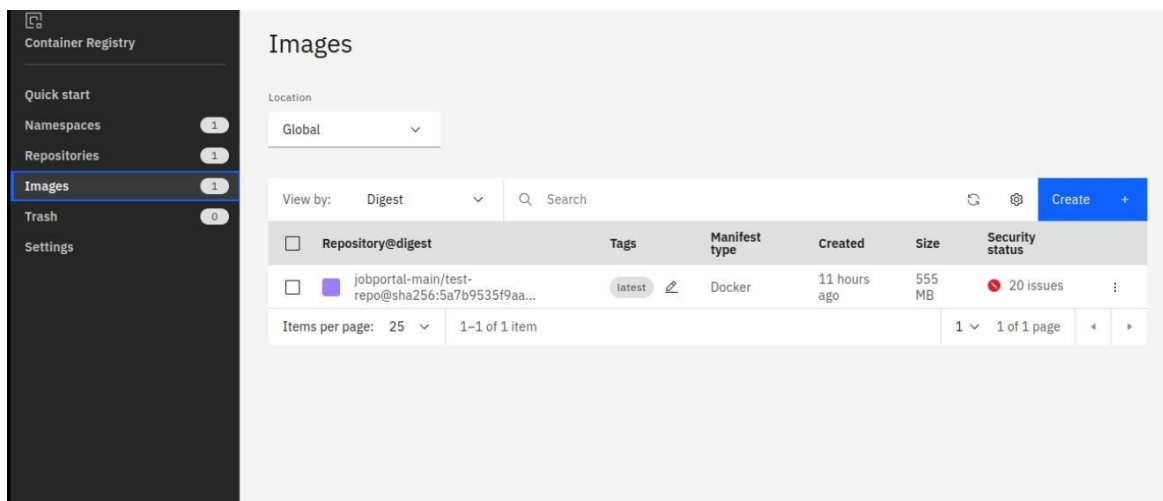 Container Registry
Quick start
Namespaces 1
Repositories 1
Images 1
Trash 0
Settings
Images
Location
Global
View by: Digest Search Create +
Repository@digest Tags Manifest type Created Size Security status
jobportal-main/test-
repo@sha256:5a7b9535f9aa... latest Docker 11 hours ago 555 MB 20 issues
Items per page: 25 1–1 of 1 item 1 1 of 1 page